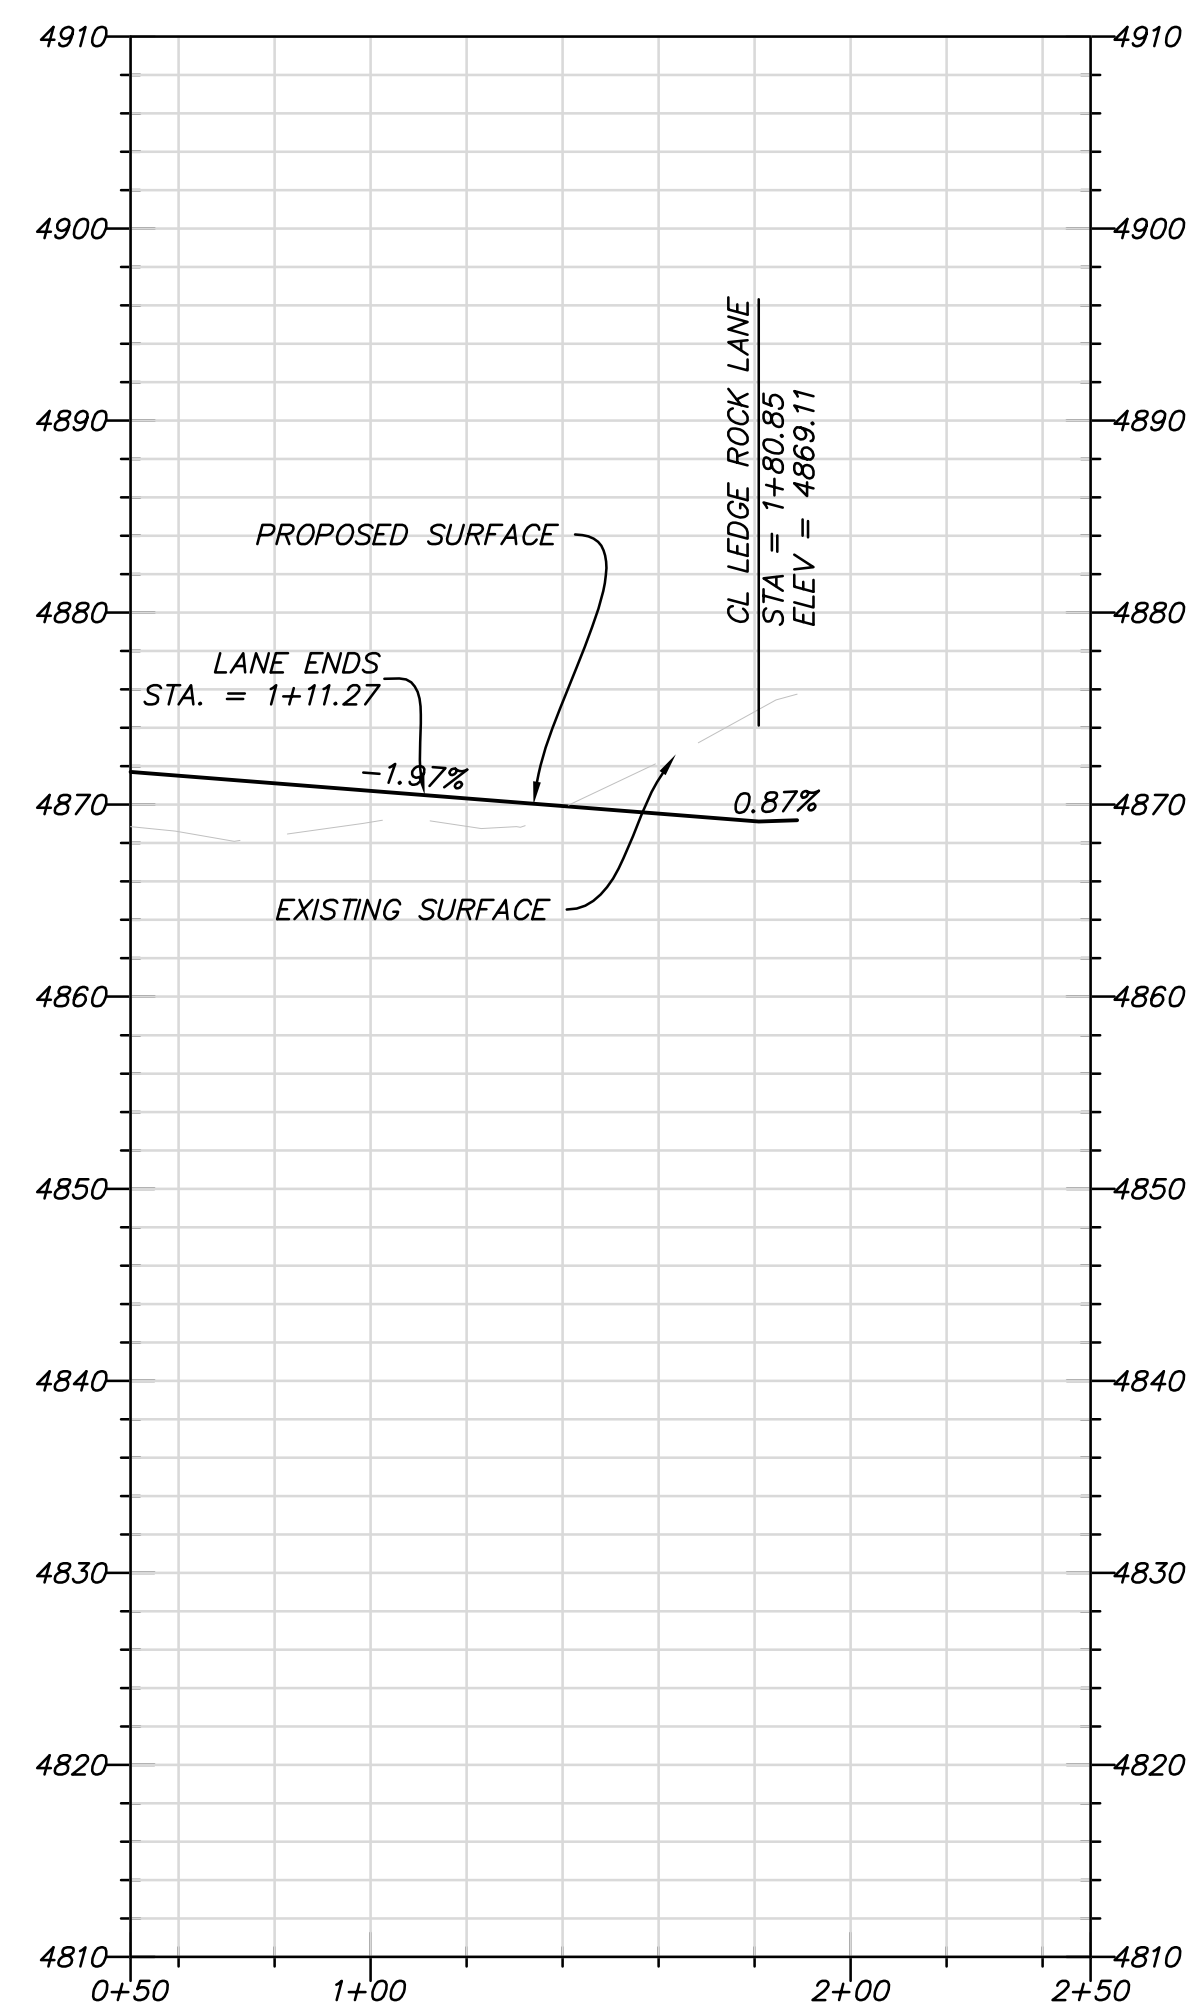 4910 4910
4900 4900
CL LEDGE ROCK LANE
STA = 1+80.85
ELEV = 4869.11
4890 4890
PROPOSED SURFACE
4880 4880
LANE ENDS
STA. = 1+11.27
-1.97%
0.87%
4870 4870
EXISTING SURFACE
4860 4860
4850 4850
4840 4840
4830 4830
4820 4820
4810 4810
0+50 1+00 2+00 2+50